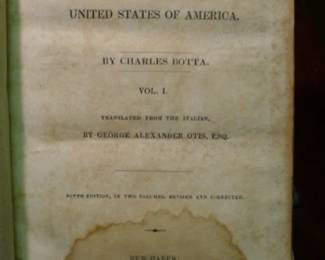 UNITED STATES OF AMERICA.
BY CHARLES BOTTA.
VOL. I.
TRANSLATED FROM THE ITALIAN,
BY GEORGE ALEXANDER OTIS, ESQ.
EDITION, IN TWO VOLUMES, REVISED AND CORRECTED.
NEW HAVEN: